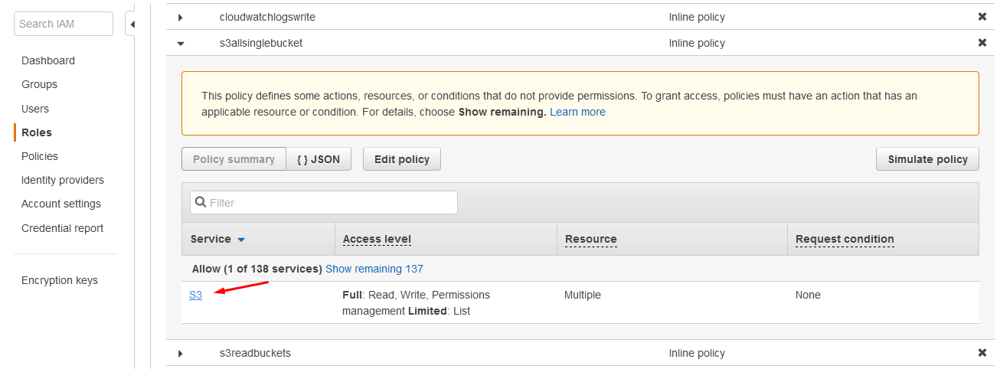 Search IAM
Dashboard
Groups
Users
Roles
Policies
Identity providers
Account settings
Credential report
Encryption keys
cloudwatchlogswrite Inline policy
s3allsinglebucket Inline policy
This policy defines some actions, resources, or conditions that do not provide permissions. To grant access, policies must have an action that has an
applicable resource or condition. For details, choose Show remaining. Learn more
Policy summary { } JSON Edit policy Simulate policy
Filter
Service Access level Resource Request condition
Allow (1 of 138 services) Show remaining 137
S3 Full: Read, Write, Permissions Multiple None
management Limited: List
s3readbuckets Inline policy